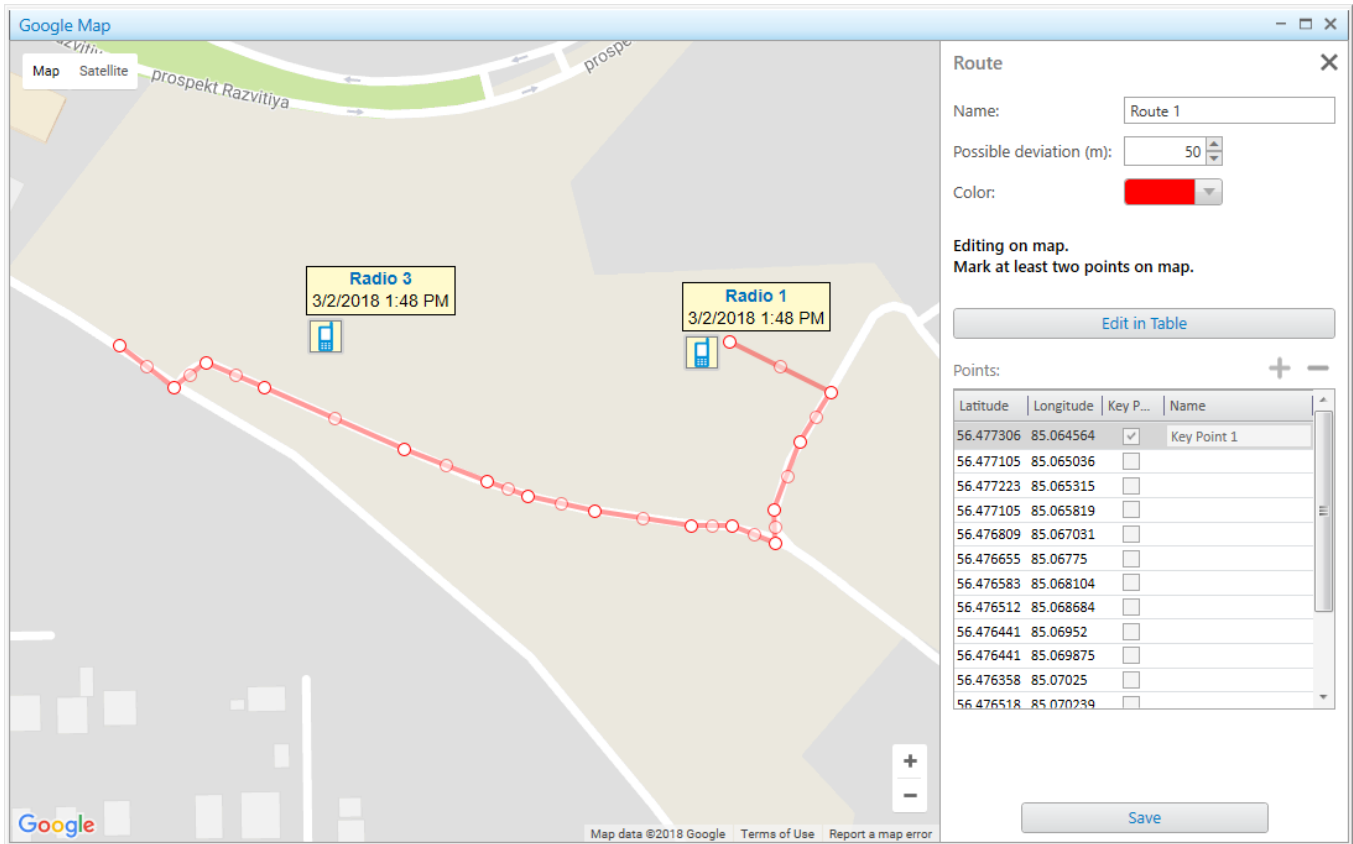 Google Map
Map Satellite
prospekt Razvitiya
Radio 3
3/2/2018 1:48 PM
Radio 1
3/2/2018 1:48 PM
Google
Map data ©2018 Google Terms of Use Report a map error
Route
Name: Route 1
Possible deviation (m): 50
Color:
Editing on map.
Mark at least two points on map.
Edit in Table
Points:
Latitude Longitude Key P... Name
56.477306 85.064564 Key Point 1
56.477105 85.065036
56.477223 85.065315
56.477105 85.065819
56.476809 85.067031
56.476655 85.06775
56.476583 85.068104
56.476512 85.068684
56.476441 85.06952
56.476441 85.069875
56.476358 85.07025
56.476518 85.070239
Save